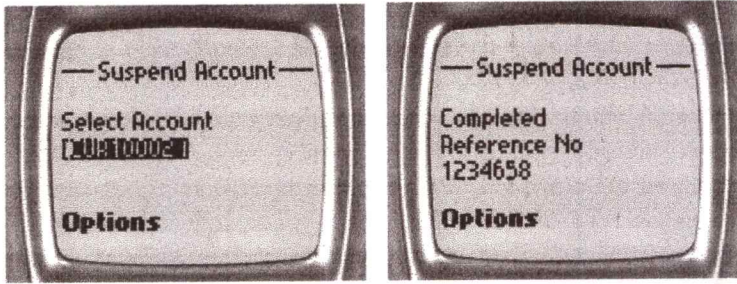 Suspend Account
Select Account
Options
Suspend Account
Completed
Reference No
1234658
Options